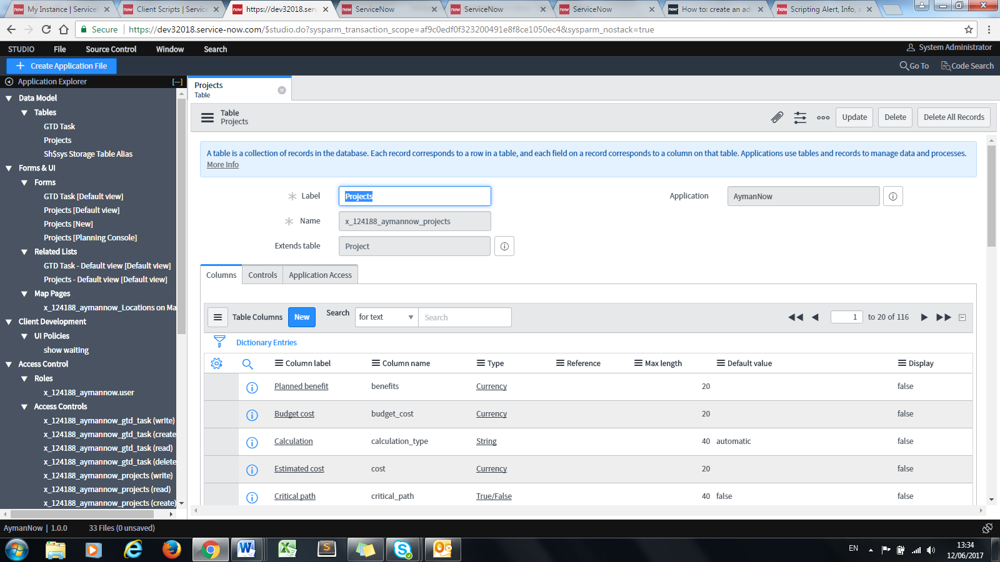 My Instance | Service
Client Scripts | Service
https://dev32018.serv
ServiceNow
ServiceNow
ServiceNow
How to: create an ad
Scripting Alert, Info, a
Secure
https://dev32018.service-now.com/$studio.do?sysparm_transaction_scope=af9c0edf0f323200491e8f8ce1050ec4&sysparm_nostack=true
STUDIO File Source Control Window Search
System Administrator
+ Create Application File
Go To Code Search
Application Explorer [—]
Data Model
Tables
GTD Task
Projects
Sh$sys Storage Table Alias
Forms & UI
Forms
GTD Task [Default view]
Projects [Default view]
Projects [New]
Projects [Planning Console]
Related Lists
GTD Task - Default view [Default view]
Projects - Default view [Default view]
Map Pages
x_124188_aymannow_Locations on Ma
Client Development
UI Policies
show waiting
Access Control
Roles
x_124188_aymannow.user
Access Controls
x_124188_aymannow_gtd_task (write)
x_124188_aymannow_gtd_task (create
x_124188_aymannow_gtd_task (read)
x_124188_aymannow_gtd_task (delete
x_124188_aymannow_projects (write)
x_124188_aymannow_projects (read)
x_124188_aymannow_projects (create)
Projects
Table
Table
Projects
Update Delete Delete All Records
A table is a collection of records in the database. Each record corresponds to a row in a table, and each field on a record corresponds to a column on that table. Applications use tables and records to manage data and processes.
More Info
Label Projects
Application AymanNow
Name x_124188_aymannow_projects
Extends table Project
Columns Controls Application Access
Table Columns New Search for text Search
1 to 20 of 116
Dictionary Entries
Column label Column name Type Reference Max length Default value Display
Planned benefit benefits Currency 20 false
Budget cost budget_cost Currency 20 false
Calculation calculation_type String 40 automatic false
Estimated cost cost Currency 20 false
Critical path critical_path True/False 40 false false
AymanNow | 1.0.0 33 Files (0 unsaved)
EN
13:34
12/06/2017